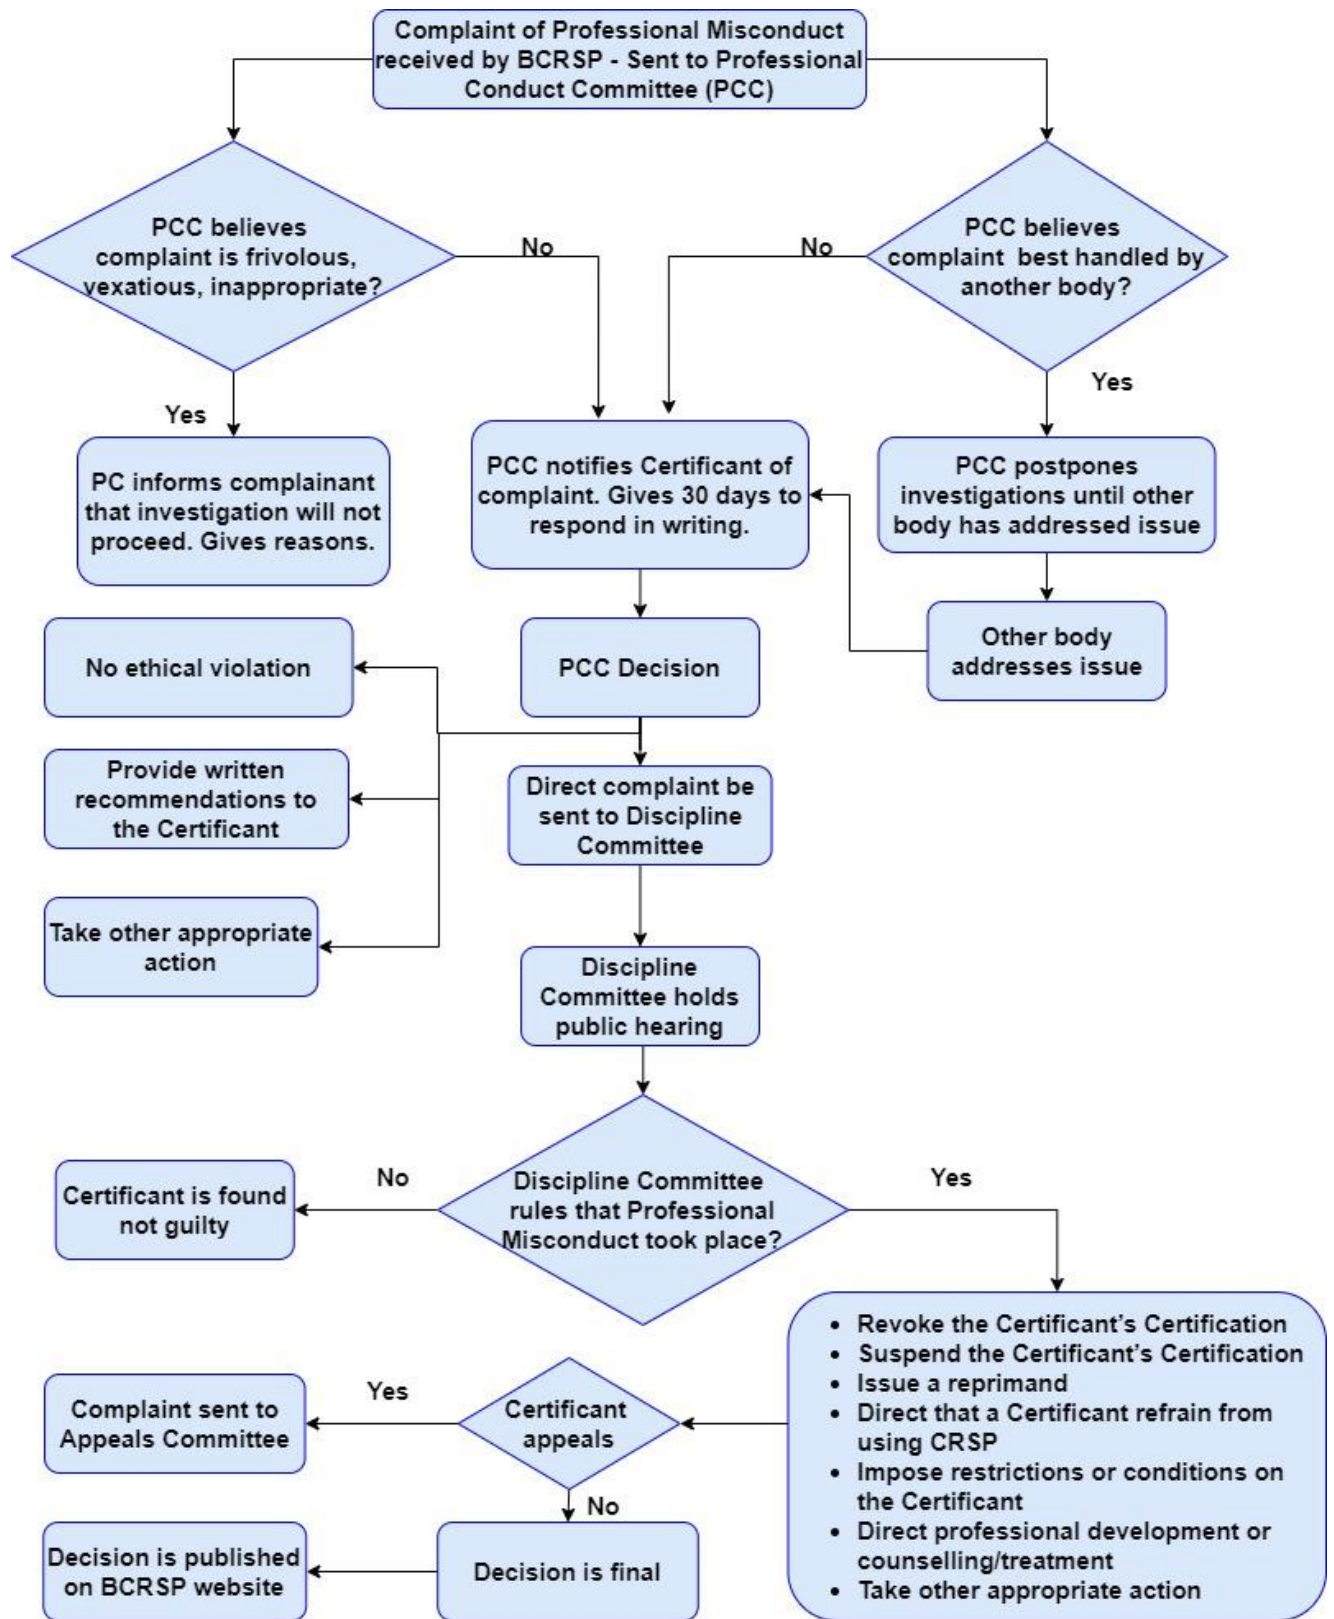 Complaint of Professional Misconduct
received by BCRSP - Sent to Professional
Conduct Committee (PCC)
PCC believes
complaint is frivolous,
vexatious, inappropriate?
No
No
PCC believes
complaint best handled by
another body?
Yes
Yes
PC informs complainant
that investigation will not
proceed. Gives reasons.
PCC notifies Certificant of
complaint. Gives 30 days to
respond in writing.
PCC postpones
investigations until other
body has addressed issue
No ethical violation
PCC Decision
Other body
addresses issue
Provide written
recommendations to
the Certificant
Direct complaint be
sent to Discipline
Committee
Take other appropriate
action
Discipline
Committee holds
public hearing
Certificant is found
not guilty
No
Discipline Committee
rules that Professional
Misconduct took place?
Yes
• Revoke the Certificant’s Certification
• Suspend the Certificant’s Certification
• Issue a reprimand
• Direct that a Certificant refrain from
using CRSP
• Impose restrictions or conditions on
the Certificant
• Direct professional development or
counselling/treatment
• Take other appropriate action
Complaint sent to
Appeals Committee
Yes
Certificant
appeals
No
Decision is published
on BCRSP website
Decision is final